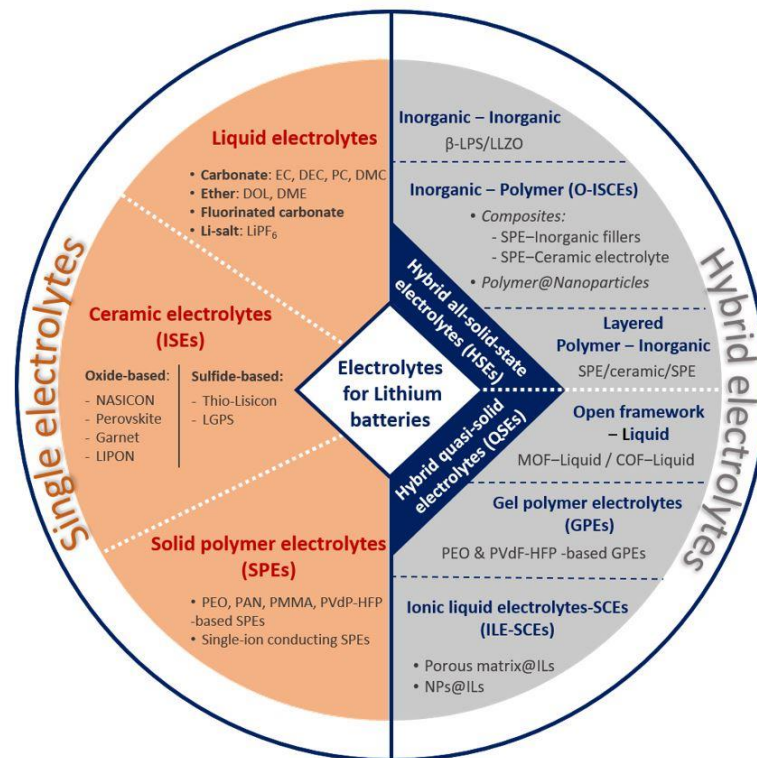 Single electrolytes
Liquid electrolytes
• Carbonate: EC, DEC, PC, DMC
• Ether: DOL, DME
• Fluorinated carbonate
• Li-salt: LiPF₆
Ceramic electrolytes
(ISEs)
Oxide-based:
- NASICON
- Perovskite
- Garnet
- LIPON
Sulfide-based:
- Thio-Lisicon
- LGPS
Solid polymer electrolytes
(SPEs)
• PEO, PAN, PMMA, PVdP-HFP
-based SPEs
• Single-ion conducting SPEs
Electrolytes
for Lithium
batteries
Hybrid all-solid-state
electrolytes (HSEs)
Hybrid quasi-solid
electrolytes (QSEs)
Inorganic – Inorganic
β-LPS/LLZO
Inorganic – Polymer (O-ISCEs)
• Composites:
- SPE–Inorganic fillers
- SPE–Ceramic electrolyte
• Polymer@Nanoparticles
Layered
Polymer – Inorganic
SPE/ceramic/SPE
Open framework
– Liquid
MOF–Liquid / COF–Liquid
Gel polymer electrolytes
(GPEs)
PEO & PVdF-HFP -based GPEs
Ionic liquid electrolytes-SCEs
(ILE-SCEs)
• Porous matrix@ILs
• NPs@ILs
Hybrid electrolytes